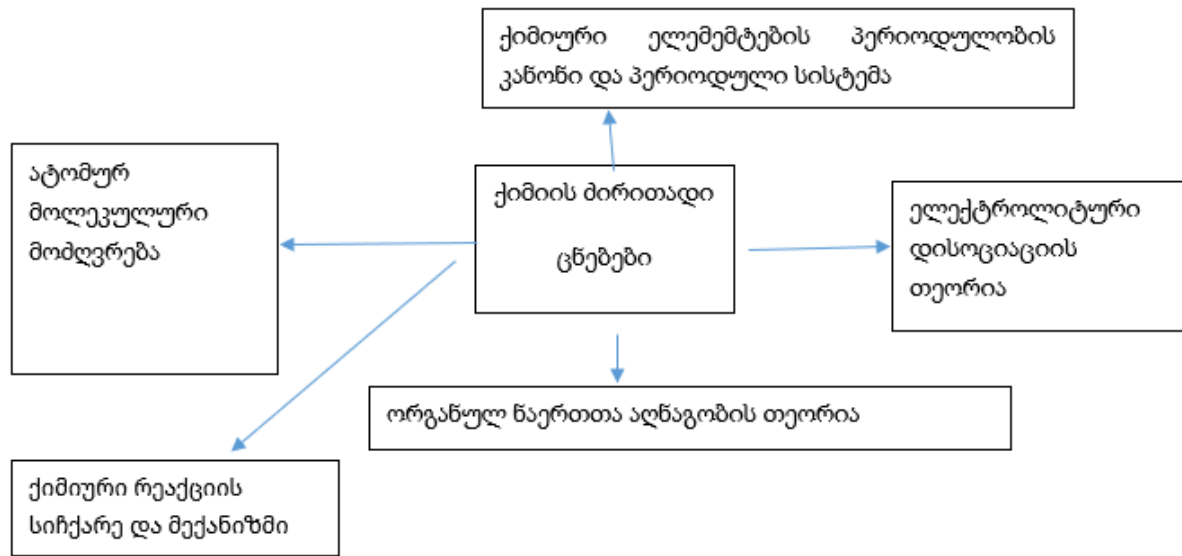 ქიმიური ელემემტების პერიოდულობის
კანონი და პერიოდული სისტემა
ატომურ
მოლეკულური
მოძღვრება
ქიმიის ძირითადი
ცნებები
ელექტროლიტური
დისოციაციის
თეორია
ორგანულ ნაერთთა აღნაგობის თეორია
ქიმიური რეაქციის
სიჩქარე და მექანიზმი